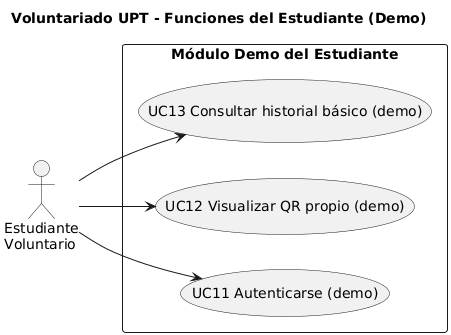 Voluntariado UPT - Funciones del Estudiante (Demo)
Módulo Demo del Estudiante
UC13 Consultar historial básico (demo)
UC12 Visualizar QR propio (demo)
Estudiante
Voluntario
UC11 Autenticarse (demo)